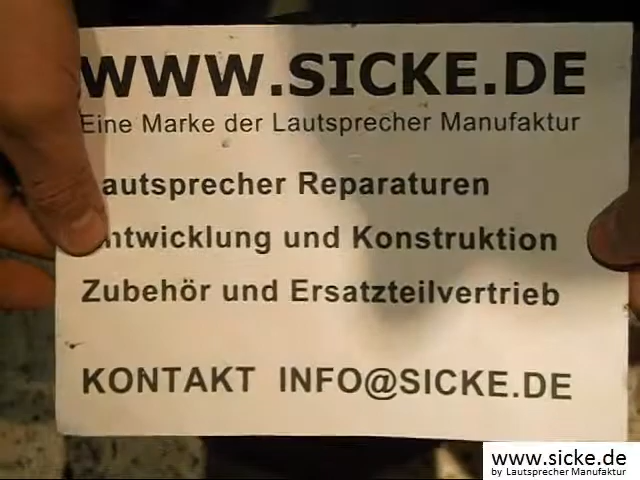 WWW.SICKE.DE
Eine Marke der Lautsprecher Manufaktur
autsprecher Reparaturen
ntwicklung und Konstruktion
Zubehör und Ersatzteilvertrieb
KONTAKT INFO@SICKE.DE
www.sicke.de
by Lautsprecher Manufaktur